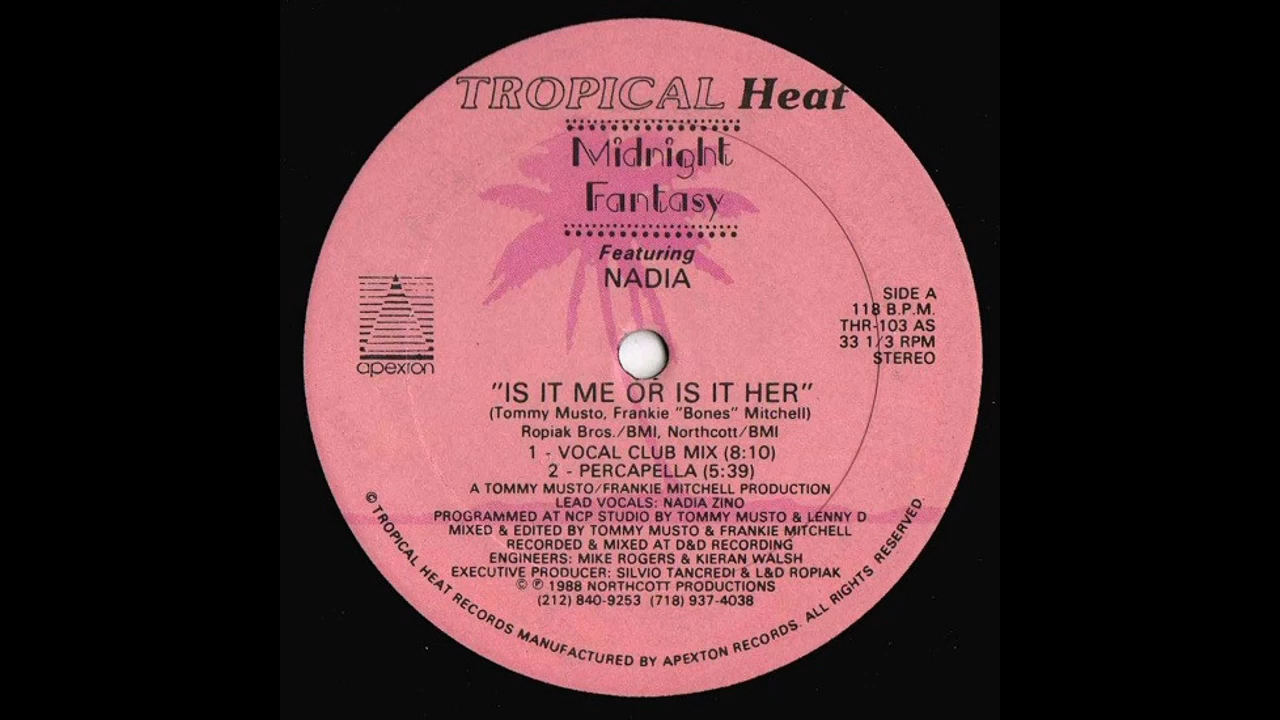 TROPICAL Heat
Midnight
Fantasy
Featuring
NADIA
apexton
SIDE A
118 B.P.M.
THR-103 AS
33 1/3 RPM
STEREO
"IS IT ME OR IS IT HER"
(Tommy Musto, Frankie "Bones" Mitchell)
Ropiak Bros./BMI, Northcott/BMI
1 - VOCAL CLUB MIX (8:10)
2 - PERCAPELLA (5:39)
A TOMMY MUSTO/FRANKIE MITCHELL PRODUCTION
LEAD VOCALS: NADIA ZINO
PROGRAMMED AT NCP STUDIO BY TOMMY MUSTO & LENNY D
MIXED & EDITED BY TOMMY MUSTO & FRANKIE MITCHELL
RECORDED & MIXED AT D&D RECORDING
ENGINEERS: MIKE ROGERS & KIERAN WALSH
EXECUTIVE PRODUCER: SILVIO TANCREDI & L&D ROPIAK
© ℗ 1988 NORTHCOTT PRODUCTIONS
(212) 840-9253 (718) 937-4038
© TROPICAL HEAT RECORDS MANUFACTURED BY APEXTON RECORDS. ALL RIGHTS RESERVED.